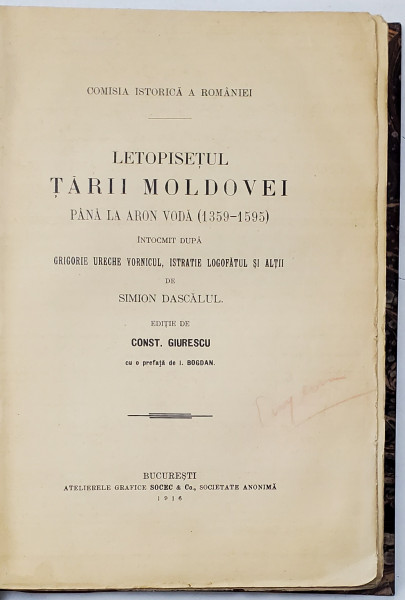 COMISIA ISTORICĂ A ROMÂNIEI
LETOPISEȚUL
ȚĂRII MOLDOVEI
PÂNĂ LA ARON VODĂ (1359-1595)
ÎNTOCMIT DUPĂ
GRIGORIE URECHE VORNICUL, ISTRATIE LOGOFĂTUL ȘI ALȚII
DE
SIMION DASCĂLUL.
EDIȚIE DE
CONST. GIURESCU
cu o prefață de I. BOGDAN.
BUCUREȘTI
ATELIERELE GRAFICE SOCEC & Co., SOCIETATE ANONIMĂ
1916